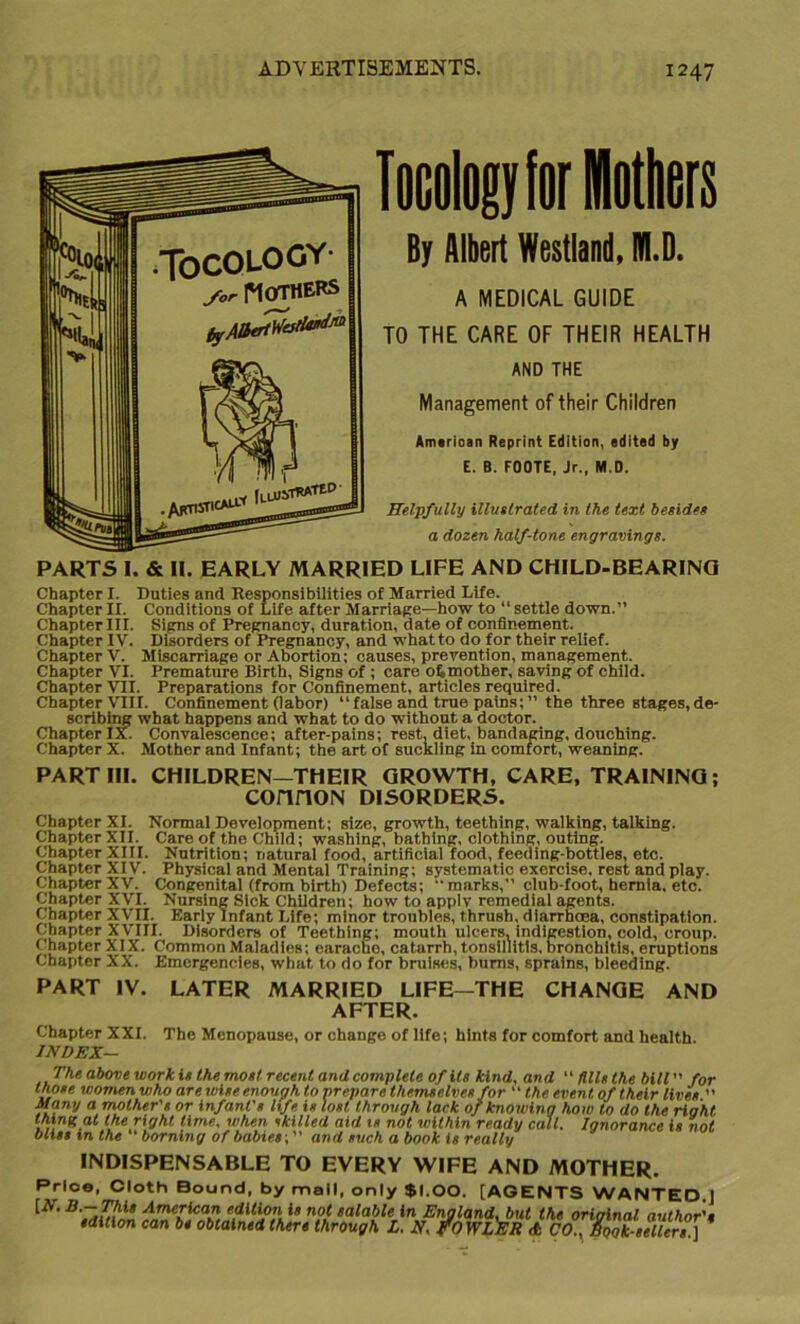 ADVERTISEMENTS.
1247
TOCOLOGY
for MOTHERS
by Albert Westland MD
ARTISTICALLY ILLUSTRATED
Tocology for Mothers
By Albert Westland, M.D.
A MEDICAL GUIDE
TO THE CARE OF THEIR HEALTH
AND THE
Management of their Children
American Reprint Edition, edited by
E. B. FOOTE, Jr., M.D.
Helpfully illustrated in the text besides
a dozen half-tone engravings.
PARTS I. & II. EARLY MARRIED LIFE AND CHILD-BEARING
Chapter I. Duties and Responsibilities of Married Life.
Chapter II. Conditions of Life after Marriage—how to "settle down."
Chapter III. Signs of Pregnancy, duration, date of confinement.
Chapter IV. Disorders of Pregnancy, and what to do for their relief.
Chapter V. Miscarriage or Abortion; causes, prevention, management.
Chapter VI. Premature Birth, Signs of; care of mother, saving of child.
Chapter VII. Preparations for Confinement, articles required.
Chapter VIII. Confinement (labor) "false and true pains;" the three stages, de-
scribing what happens and what to do without a doctor.
Chapter IX. Convalescence; after-pains; rest, diet, bandaging, douching.
Chapter X. Mother and Infant; the art of suckling in comfort, weaning.
PART III. CHILDREN—THEIR GROWTH, CARE, TRAINING;
COMMON DISORDERS.
Chapter XI. Normal Development; size, growth, teething, walking, talking.
Chapter XII. Care of the Child; washing, bathing, clothing, outing.
Chapter XIII. Nutrition; natural food, artificial food, feeding-bottles, etc.
Chapter XIV. Physical and Mental Training; systematic exercise, rest and play.
Chapter XV. Congenital (from birth) Defects; "marks," club-foot, hernia, etc.
Chapter XVI. Nursing Sick Children; how to apply remedial agents.
Chapter XVII. Early Infant Life; minor troubles, thrush, diarrhœa, constipation.
Chapter XVIII. Disorders of Teething; mouth ulcers, indigestion, cold, croup.
Chapter XIX. Common Maladies; earache, catarrh, tonsillitis, bronchitis, eruptions
Chapter XX. Emergencies, what to do for bruises, burns, sprains, bleeding.
PART IV. LATER MARRIED LIFE—THE CHANGE AND
AFTER.
Chapter XXI. The Menopause, or change of life; hints for comfort and health.
INDEX—
The above work is the most recent and complete of its kind, and "fills the bill" for
those women who are wise enough to prepare themselves for "the event of their lives."
Many a mother's or infant's life is lost through lack of knowing how to do the right
thing at the right time, when skilled aid is not within ready call. Ignorance is not
bliss in the "borning of babies;" and such a book is really
INDISPENSABLE TO EVERY WIFE AND MOTHER.
Price, Cloth Bound, by mail, only $1.00. [AGENTS WANTED.]
[N. B.—This American edition is not salable in England, but the original author's
edition can be obtained there through L. N. FOWLER & CO., Book-sellers.]